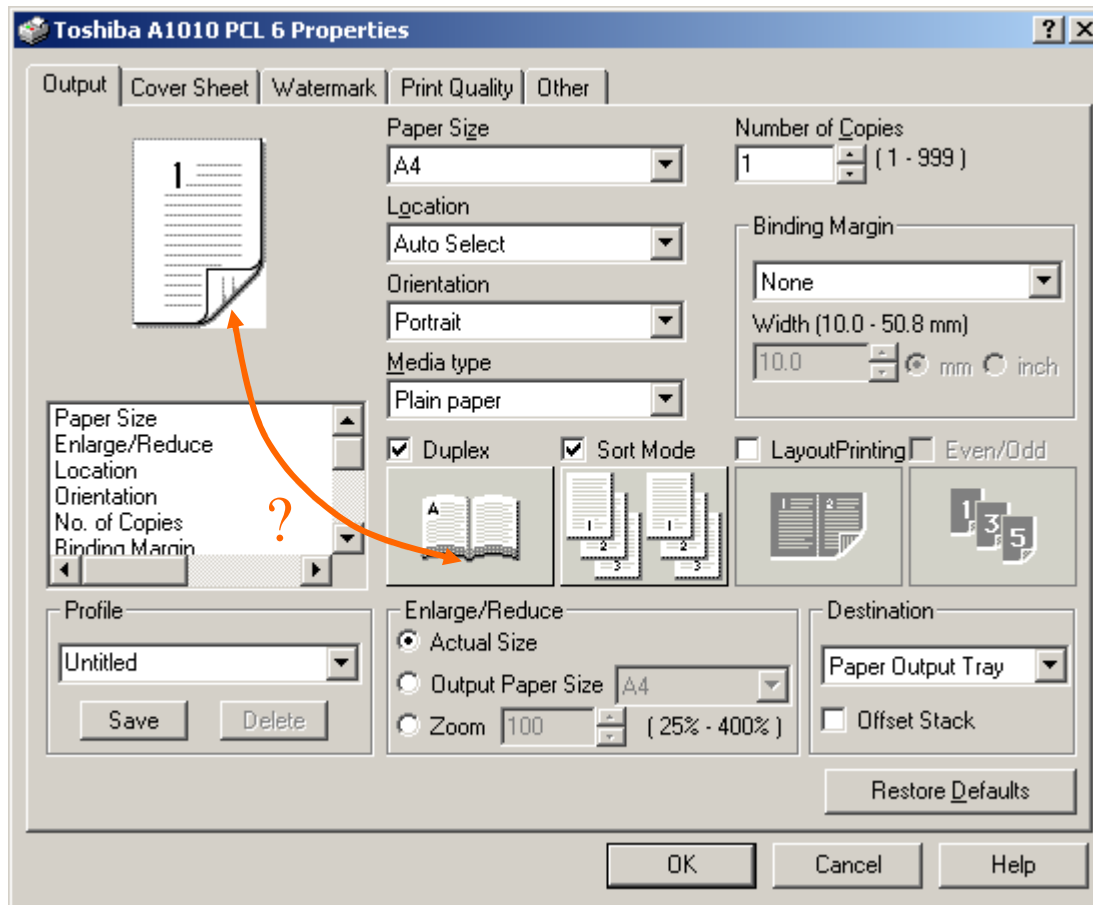 Toshiba A1010 PCL 6 Properties
Output Cover Sheet Watermark Print Quality Other
1
Paper Size
A4
Location
Auto Select
Orientation
Portrait
Media type
Plain paper
Number of Copies
1 ( 1 - 999 )
Binding Margin
None
Width (10.0 - 50.8 mm)
10.0 mm inch
Paper Size
Enlarge/Reduce
Location
Orientation
No. of Copies
Binding Margin
?
Duplex Sort Mode LayoutPrinting Even/Odd
A
1 1
2 2
3 3
1 2
1 3 5
Profile
Untitled
Save Delete
Enlarge/Reduce
Actual Size
Output Paper Size A4
Zoom 100 ( 25% - 400% )
Destination
Paper Output Tray
Offset Stack
Restore Defaults
OK Cancel Help